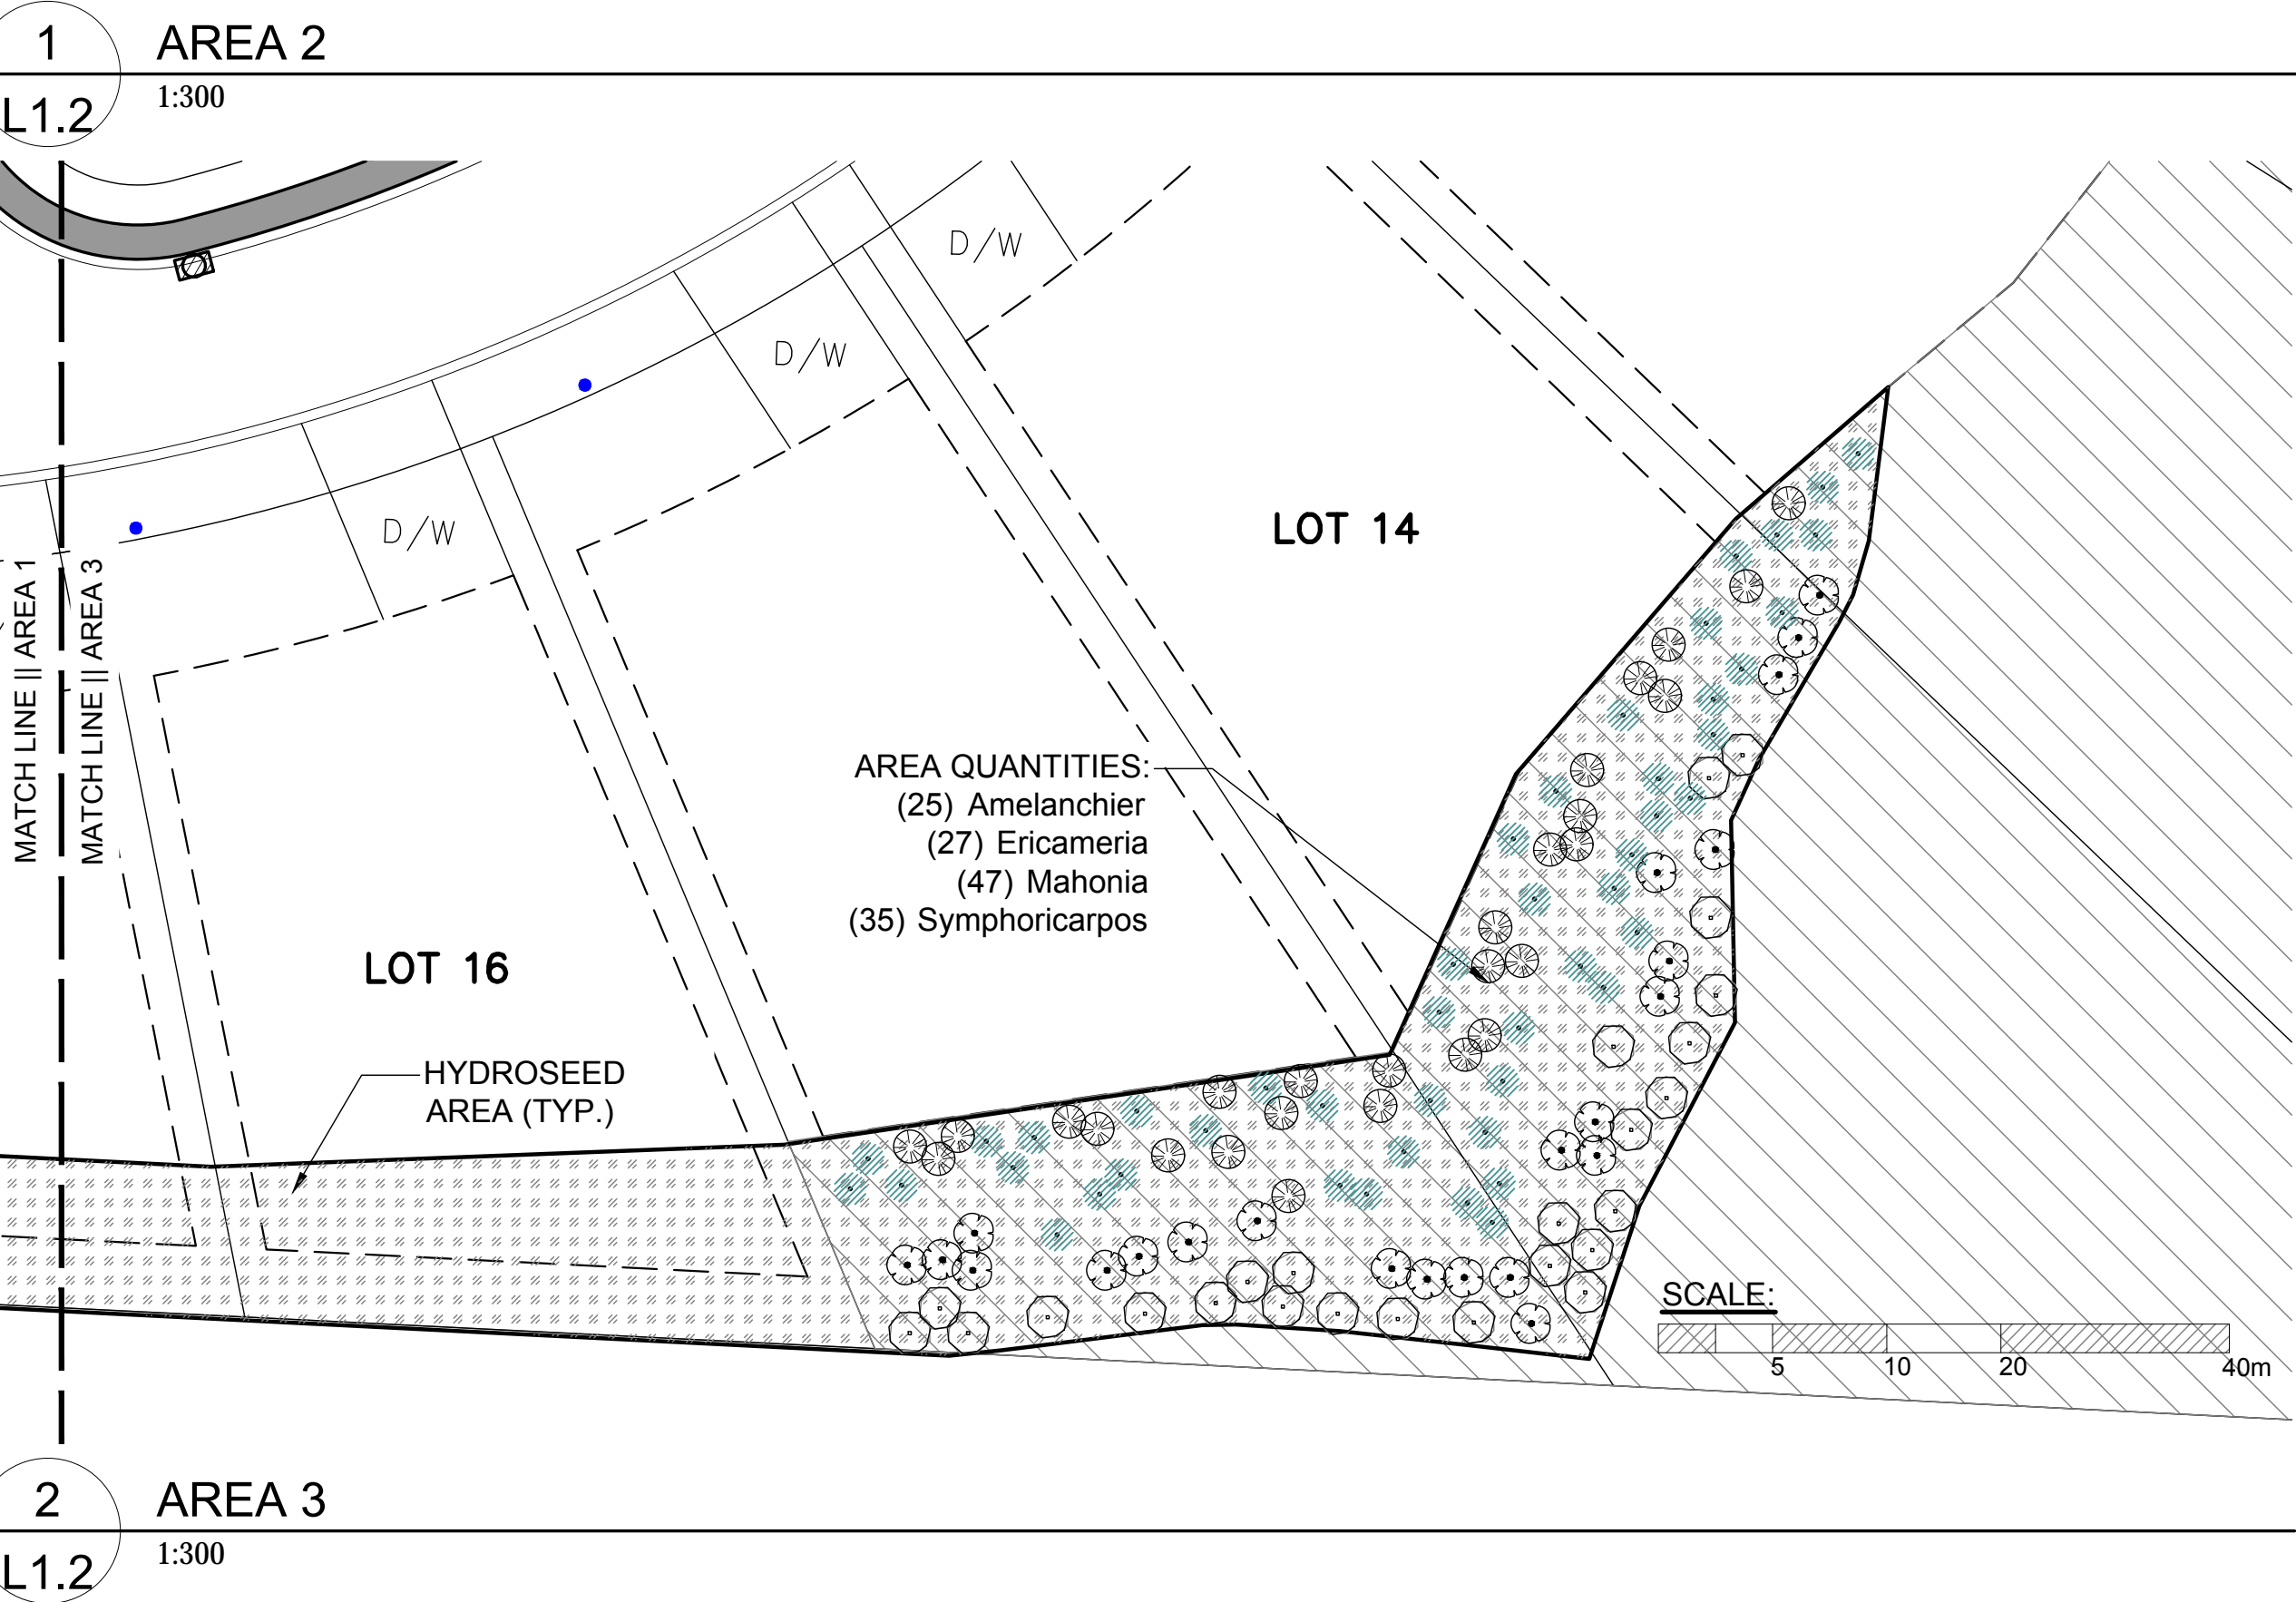 1
AREA 2
L1.2
1:300
D/W
D/W
D/W
LOT 14
MATCH LINE || AREA 1
MATCH LINE || AREA 3
AREA QUANTITIES:
(25) Amelanchier
(27) Ericameria
(47) Mahonia
(35) Symphoricarpos
LOT 16
HYDROSEED
AREA (TYP.)
SCALE:
5 10 20 40m
2
AREA 3
L1.2
1:300